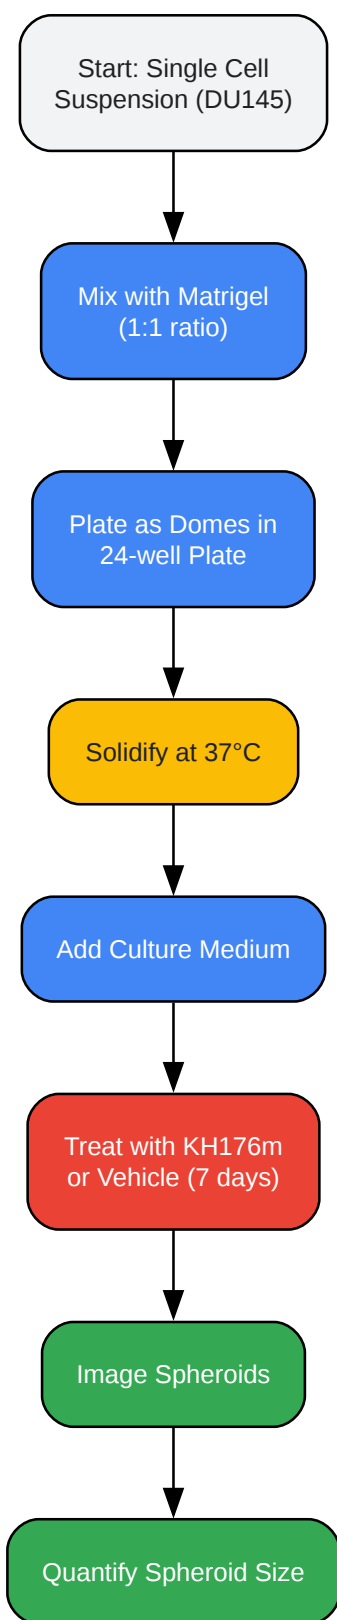 Start: Single Cell
Suspension (DU145)
Mix with Matrigel
(1:1 ratio)
Plate as Domes in
24-well Plate
Solidify at 37°C
Add Culture Medium
Treat with KH176m
or Vehicle (7 days)
Image Spheroids
Quantify Spheroid Size